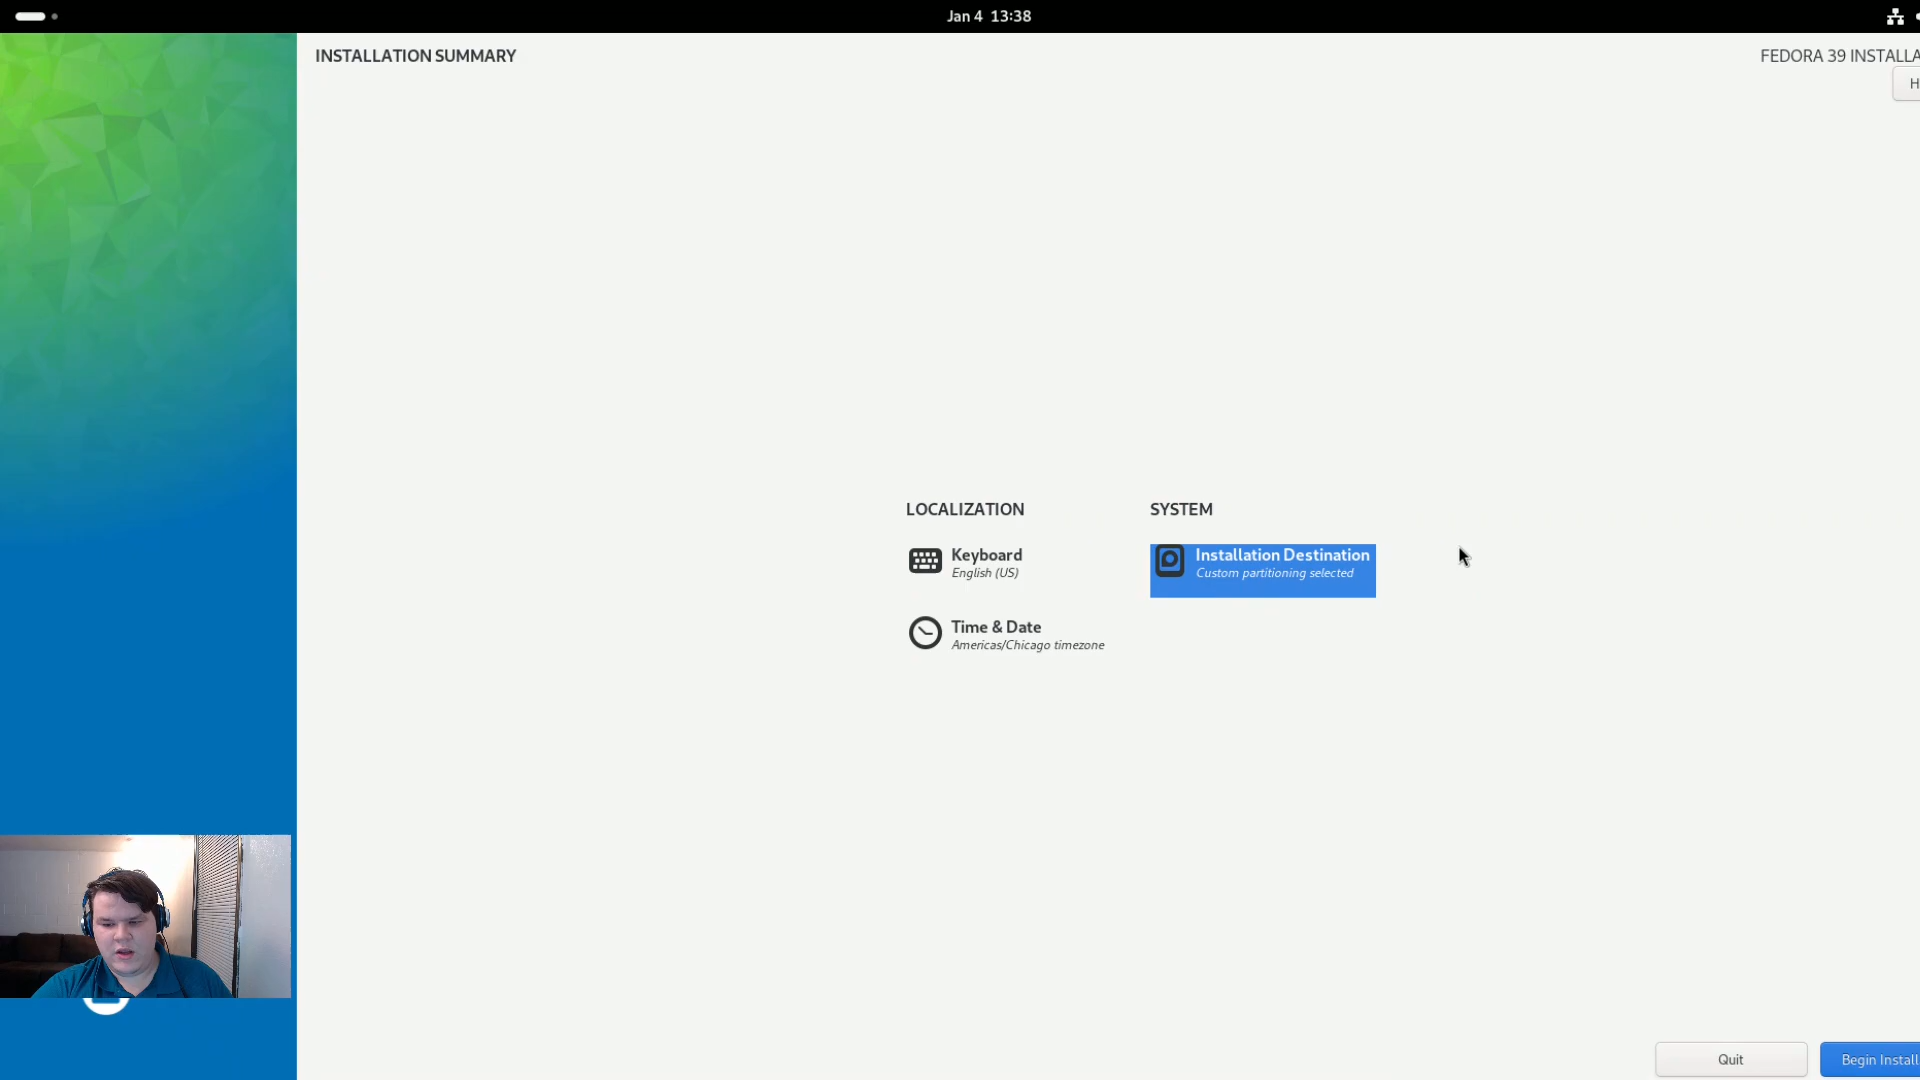 Jan 4 13:38
INSTALLATION SUMMARY
FEDORA 39 INSTALLA
H
LOCALIZATION
SYSTEM
Keyboard
English (US)
Installation Destination
Custom partitioning selected
Time & Date
Americas/Chicago timezone
Quit
Begin Install